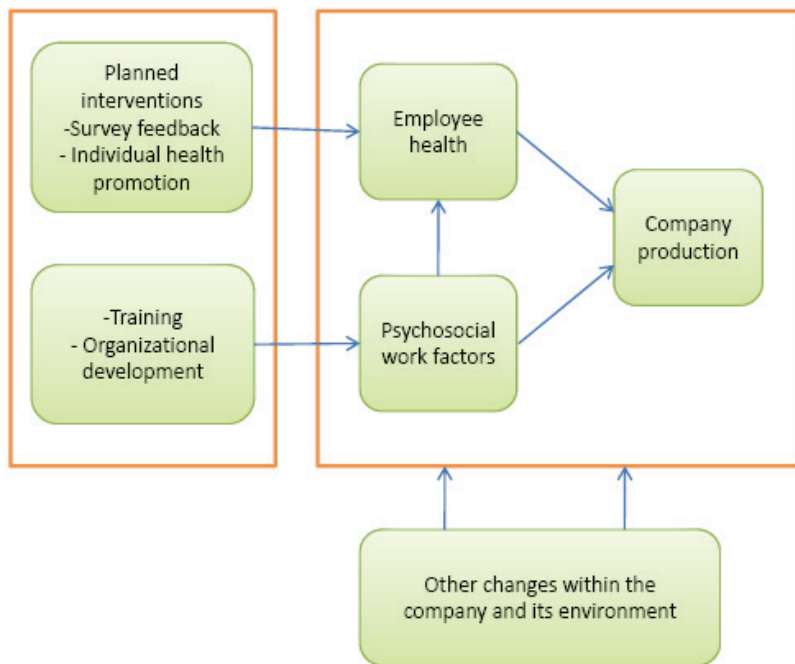 Planned
interventions
-Survey feedback
- Individual health
promotion
Employee
health
Company
production
-Training
- Organizational
development
Psychosocial
work factors
Other changes within the
company and its environment